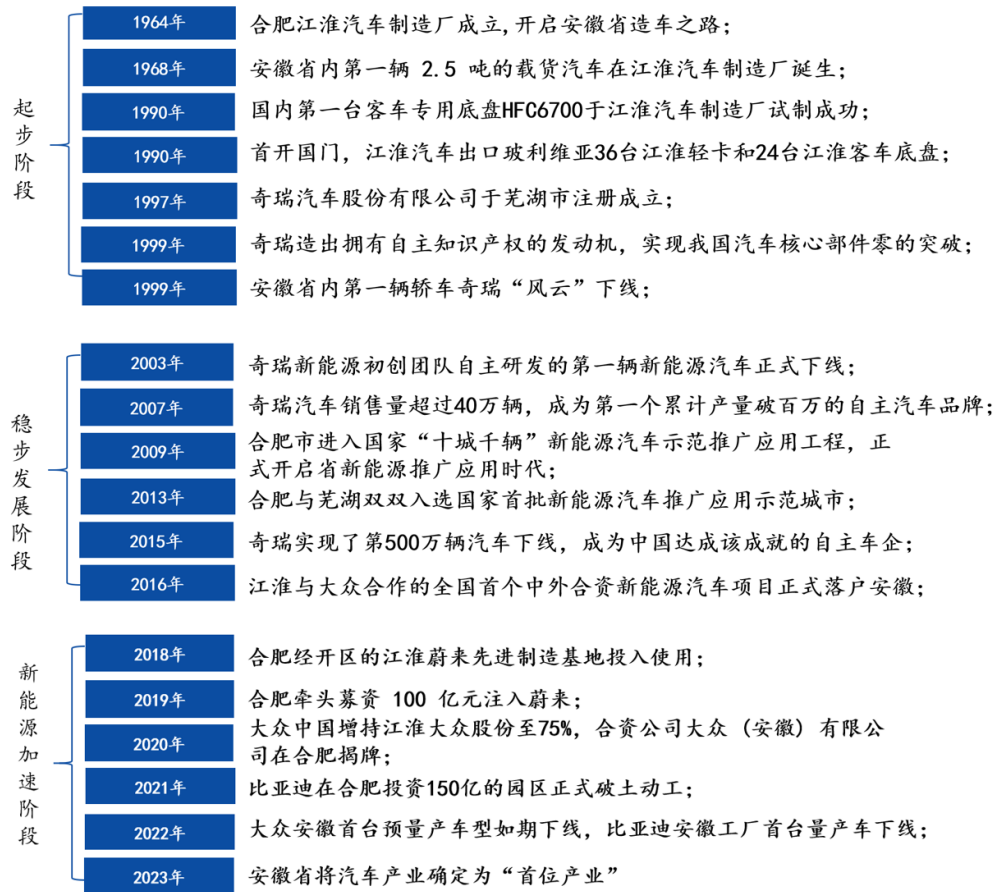 起步阶段
1964年
合肥江淮汽车制造厂成立,开启安徽省造车之路;
1968年
安徽省内第一辆 2.5 吨的载货汽车在江淮汽车制造厂诞生;
1990年
国内第一台客车专用底盘HFC6700于江淮汽车制造厂试制成功;
1990年
首开国门，江淮汽车出口玻利维亚36台江淮轻卡和24台江淮客车底盘;
1997年
奇瑞汽车股份有限公司于芜湖市注册成立;
1999年
奇瑞造出拥有自主知识产权的发动机，实现我国汽车核心部件零的突破;
1999年
安徽省内第一辆轿车奇瑞“风云”下线;
稳步发展阶段
2003年
奇瑞新能源初创团队自主研发的第一辆新能源汽车正式下线;
2007年
奇瑞汽车销售量超过40万辆，成为第一个累计产量破百万的自主汽车品牌;
2009年
合肥市进入国家“十城千辆”新能源汽车示范推广应用工程，正
式开启省新能源推广应用时代;
2013年
合肥与芜湖双双入选国家首批新能源汽车推广应用示范城市;
2015年
奇瑞实现了第500万辆汽车下线，成为中国达成该成就的自主车企;
2016年
江淮与大众合作的全国首个中外合资新能源汽车项目正式落户安徽;
新能源加速阶段
2018年
合肥经开区的江淮蔚来先进制造基地投入使用;
2019年
合肥牵头募资 100 亿元注入蔚来;
2020年
大众中国增持江淮大众股份至75%，合资公司大众（安徽）有限公
司在合肥揭牌;
2021年
比亚迪在合肥投资150亿的园区正式破土动工;
2022年
大众安徽首台预量产车型如期下线，比亚迪安徽工厂首台量产车下线;
2023年
安徽省将汽车产业确定为“首位产业”